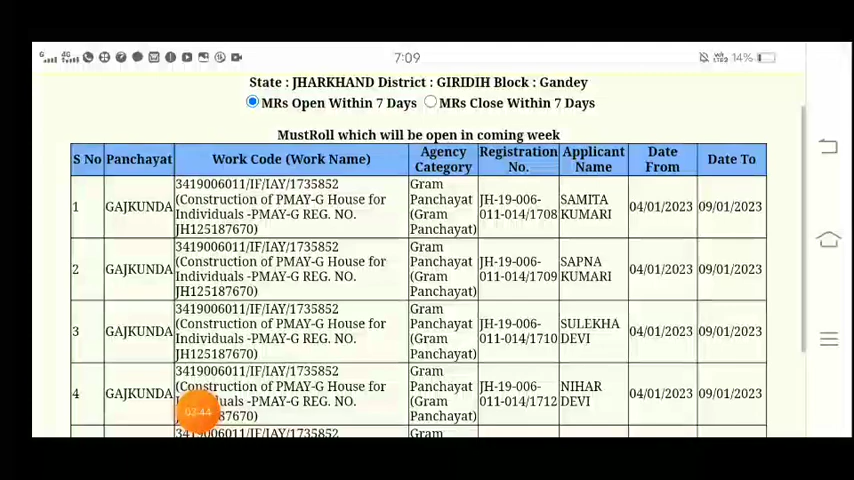 7:09
14%
State : JHARKHAND District : GIRIDIH Block : Gandey
MRs Open Within 7 Days MRs Close Within 7 Days
MustRoll which will be open in coming week
S No Panchayat Work Code (Work Name) Agency Category Registration No. Applicant Name Date From Date To
1 GAJKUNDA 3419006011/IF/IAY/1735852 (Construction of PMAY-G House for Individuals -PMAY-G REG. NO. JH125187670) Gram Panchayat (Gram Panchayat) JH-19-006-011-014/1708 SAMITA KUMARI 04/01/2023 09/01/2023
2 GAJKUNDA 3419006011/IF/IAY/1735852 (Construction of PMAY-G House for Individuals -PMAY-G REG. NO. JH125187670) Gram Panchayat (Gram Panchayat) JH-19-006-011-014/1709 SAPNA KUMARI 04/01/2023 09/01/2023
3 GAJKUNDA 3419006011/IF/IAY/1735852 (Construction of PMAY-G House for Individuals -PMAY-G REG. NO. JH125187670) Gram Panchayat (Gram Panchayat) JH-19-006-011-014/1710 SULEKHA DEVI 04/01/2023 09/01/2023
4 GAJKUNDA 3419006011/IF/IAY/1735852 (Construction of PMAY-G House for uals -PMAY-G REG. NO. 87670) Gram Panchayat (Gram Panchayat) JH-19-006-011-014/1712 NIHAR DEVI 04/01/2023 09/01/2023
03:44
3419006011/IF/IAY/1735852 Gram